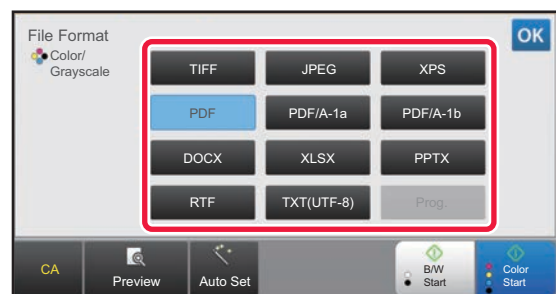 File Format
OK
Color/
Grayscale
TIFF
JPEG
XPS
PDF
PDF/A-1a
PDF/A-1b
DOCX
XLSX
PPTX
RTF
TXT(UTF-8)
Prog.
CA
Preview
Auto Set
B/W
Start
Color
Start